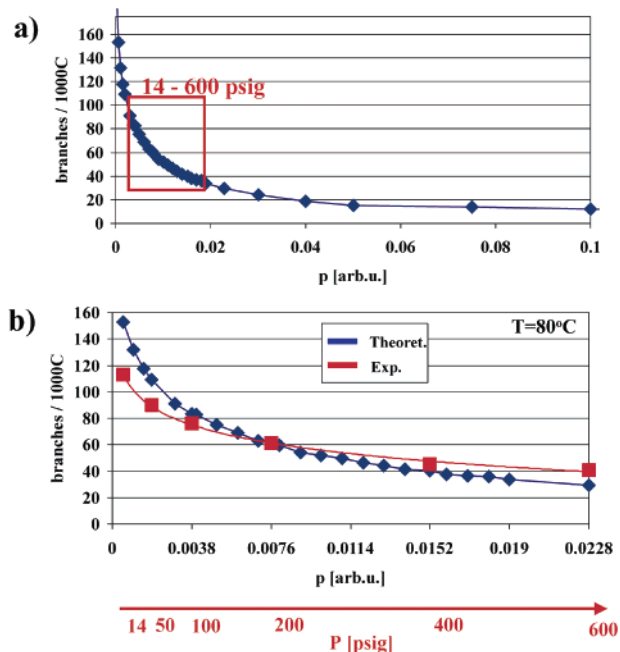 a)
160
140
120
100
80
60
40
20
0
branches / 1000C
14 - 600 psig
0 0.02 0.04 0.06 0.08 0.1
p [arb.u.]
b)
160
140
120
100
80
60
40
20
0
branches / 1000C
T=80°C
Theoret.
Exp.
0 0.0038 0.0076 0.0114 0.0152 0.019 0.0228
p [arb.u.]
14 50 100 200 400 600
P [psig]